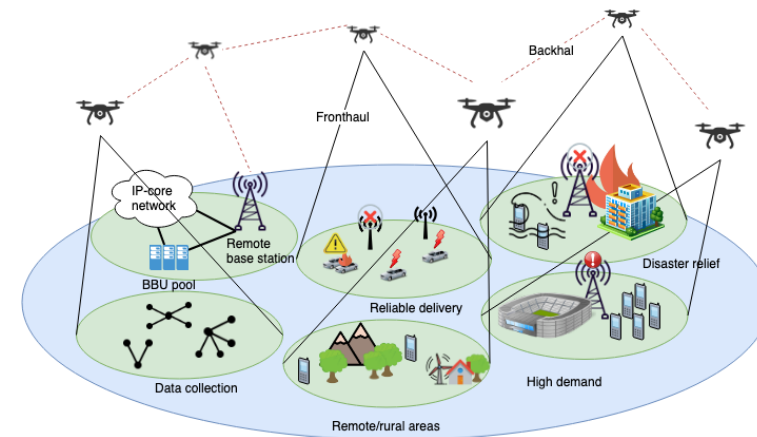 Backhal
Fronthaul
IP-core
network
Remote
base station
BBU pool
Disaster relief
Reliable delivery
Data collection
High demand
Remote/rural areas